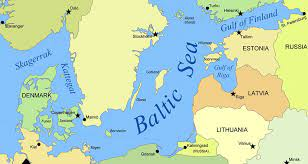 Gulf of Finland
Stockholm
Tallinn
ESTONIA
RUSSIA
Skagerrak
Kattegat
Baltic Sea
Gulf of
Riga
Riga
LATVIA
DENMARK
Copenhagen
Malmö
LITHUANIA
Kaliningrad
(RUSSIA)